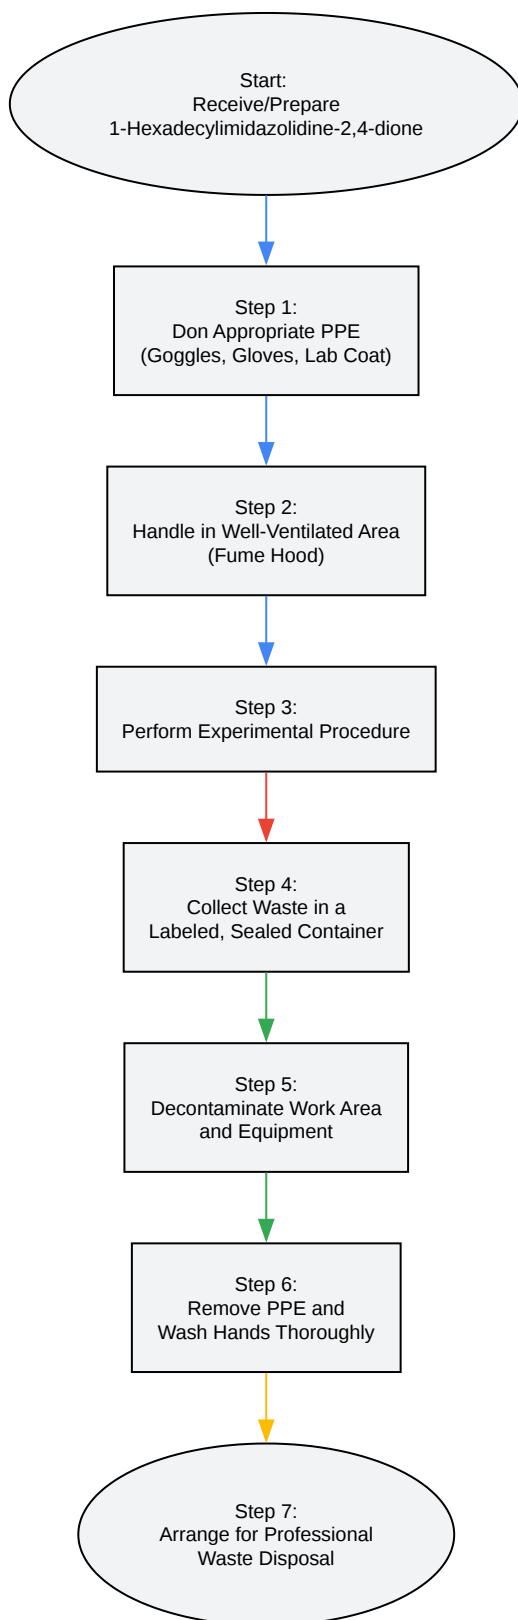 Start:
Receive/Prepare
1-Hexadecylimidazolidine-2,4-dione
Step 1:
Don Appropriate PPE
(Goggles, Gloves, Lab Coat)
Step 2:
Handle in Well-Ventilated Area
(Fume Hood)
Step 3:
Perform Experimental Procedure
Step 4:
Collect Waste in a
Labeled, Sealed Container
Step 5:
Decontaminate Work Area
and Equipment
Step 6:
Remove PPE and
Wash Hands Thoroughly
Step 7:
Arrange for Professional
Waste Disposal